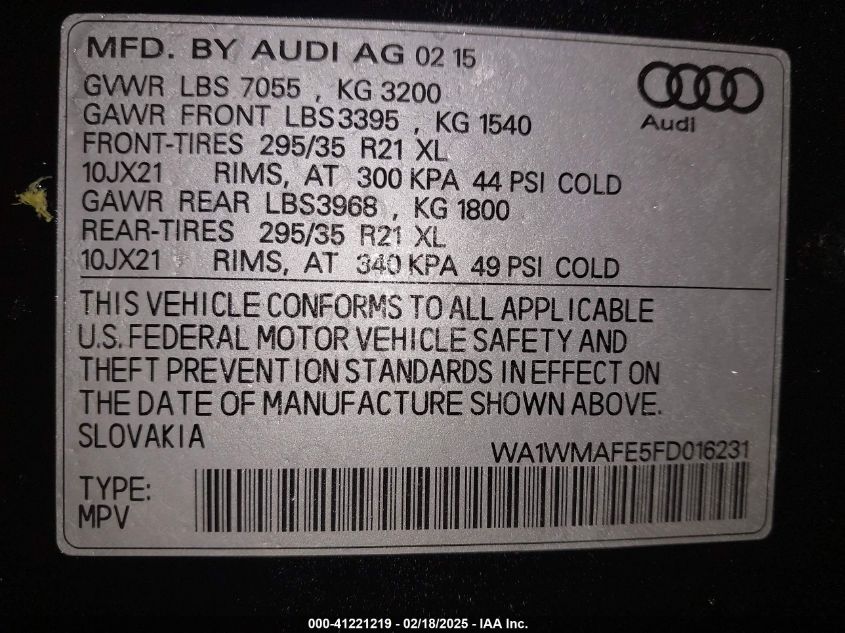 MFD. BY AUDI AG 02 15
GVWR LBS 7055 , KG 3200
GAWR FRONT LBS3395 , KG 1540
FRONT-TIRES 295/35 R21 XL
10JX21 RIMS, AT 300 KPA 44 PSI COLD
GAWR REAR LBS3968 , KG 1800
REAR-TIRES 295/35 R21 XL
10JX21 RIMS, AT 340 KPA 49 PSI COLD
Audi
THIS VEHICLE CONFORMS TO ALL APPLICABLE
U.S. FEDERAL MOTOR VEHICLE SAFETY AND
THEFT PREVENTION STANDARDS IN EFFECT ON
THE DATE OF MANUFACTURE SHOWN ABOVE.
SLOVAKIA
WA1WMAFE5FD016231
TYPE:
MPV
000-41221219 - 02/18/2025 - IAA Inc.